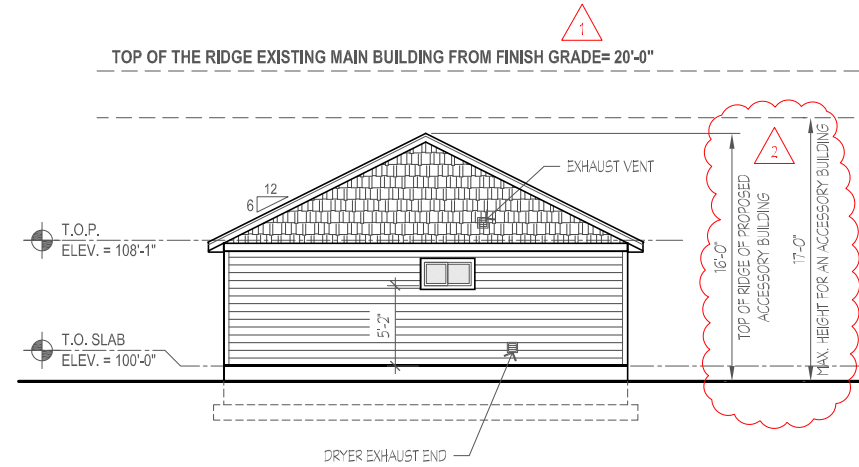 1
TOP OF THE RIDGE EXISTING MAIN BUILDING FROM FINISH GRADE= 20'-0"
2
EXHAUST VENT
12
6
T.O.P.
ELEV. = 108'-1"
5'-2"
16'-0"
TOP OF RIDGE OF PROPOSED
ACCESSORY BUILDING
17'-0"
MAX. HEIGHT FOR AN ACCESSORY BUILDING
T.O. SLAB
ELEV. = 100'-0"
DRYER EXHAUST END